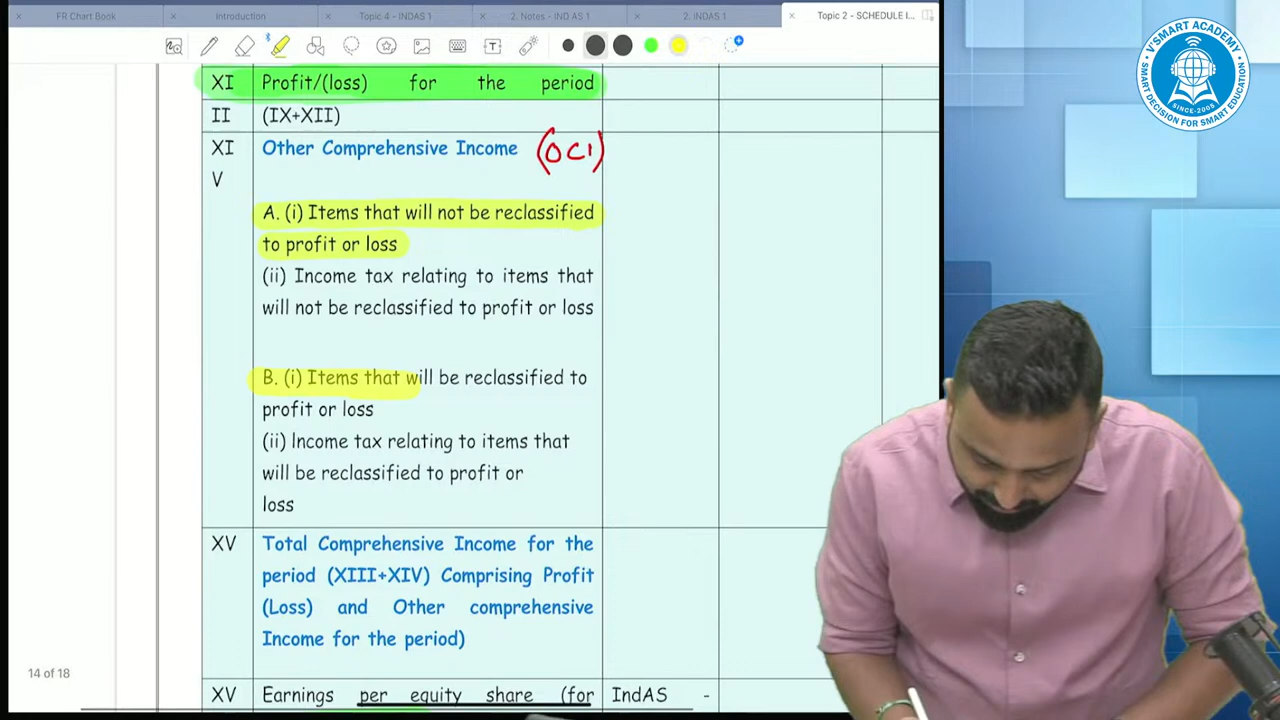 FR Chart Book
Introduction
Topic 4 - INDAS 1
2. Notes - IND AS 1
2. INDAS 1
Topic 2 - SCHEDULE I...
XI Profit/(loss) for the period
II (IX+XII)
XI Other Comprehensive Income (OCI)
V
A. (i) Items that will not be reclassified
to profit or loss
(ii) Income tax relating to items that
will not be reclassified to profit or loss
B. (i) Items that will be reclassified to
profit or loss
(ii) Income tax relating to items that
will be reclassified to profit or
loss
XV Total Comprehensive Income for the
period (XIII+XIV) Comprising Profit
(Loss) and Other comprehensive
Income for the period)
14 of 18
XV Earnings per equity share (for IndAS -
V'SMART ACADEMY
SMART DECISION FOR SMART EDUCATION
SINCE-2005